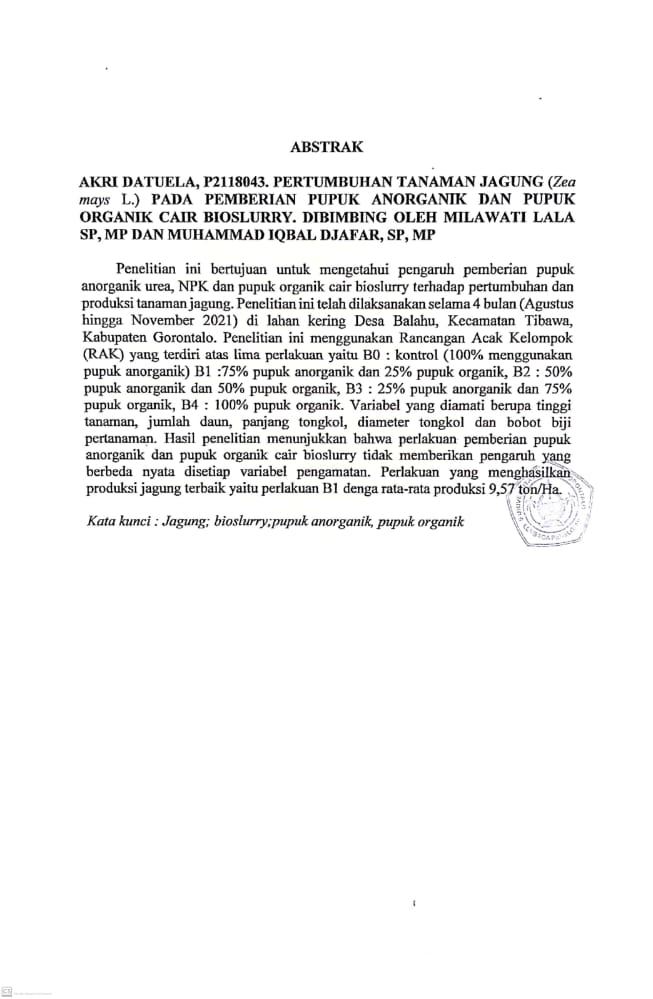 ABSTRAK
AKRI DATUELA, P2118043. PERTUMBUHAN TANAMAN JAGUNG (Zea
mays L.) PADA PEMBERIAN PUPUK ANORGANIK DAN PUPUK
ORGANIK CAIR BIOSLURRY. DIBIMBING OLEH MILAWATI LALA
SP, MP DAN MUHAMMAD IQBAL DJAFAR, SP, MP
Penelitian ini bertujuan untuk mengetahui pengaruh pemberian pupuk
anorganik urea, NPK dan pupuk organik cair bioslurry terhadap pertumbuhan dan
produksi tanaman jagung. Penelitian ini telah dilaksanakan selama 4 bulan (Agustus
hingga November 2021) di lahan kering Desa Balahu, Kecamatan Tibawa,
Kabupaten Gorontalo. Penelitian ini menggunakan Rancangan Acak Kelompok
(RAK) yang terdiri atas lima perlakuan yaitu B0 : kontrol (100% menggunakan
pupuk anorganik) B1 :75% pupuk anorganik dan 25% pupuk organik, B2 : 50%
pupuk anorganik dan 50% pupuk organik, B3 : 25% pupuk anorganik dan 75%
pupuk organik, B4 : 100% pupuk organik. Variabel yang diamati berupa tinggi
tanaman, jumlah daun, panjang tongkol, diameter tongkol dan bobot biji
pertanaman. Hasil penelitian menunjukkan bahwa perlakuan pemberian pupuk
anorganik dan pupuk organik cair bioslurry tidak memberikan pengaruh yang
berbeda nyata disetiap variabel pengamatan. Perlakuan yang menghasilkan
produksi jagung terbaik yaitu perlakuan B1 denga rata-rata produksi 9,57 ton/Ha.
Kata kunci : Jagung; bioslurry;pupuk anorganik, pupuk organik
CS